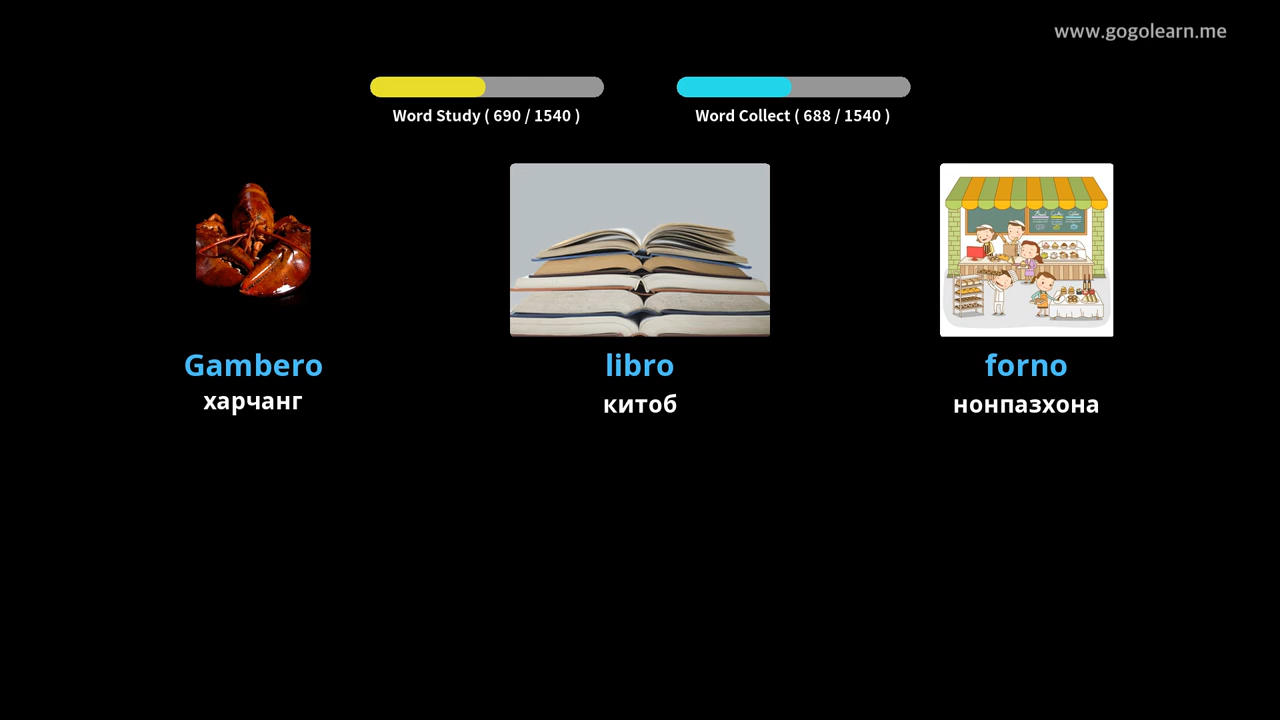 www.gogolearn.me
Word Study ( 690 / 1540 )
Word Collect ( 688 / 1540 )
Gambero
харчанг
libro
китоб
forno
нонпазхона